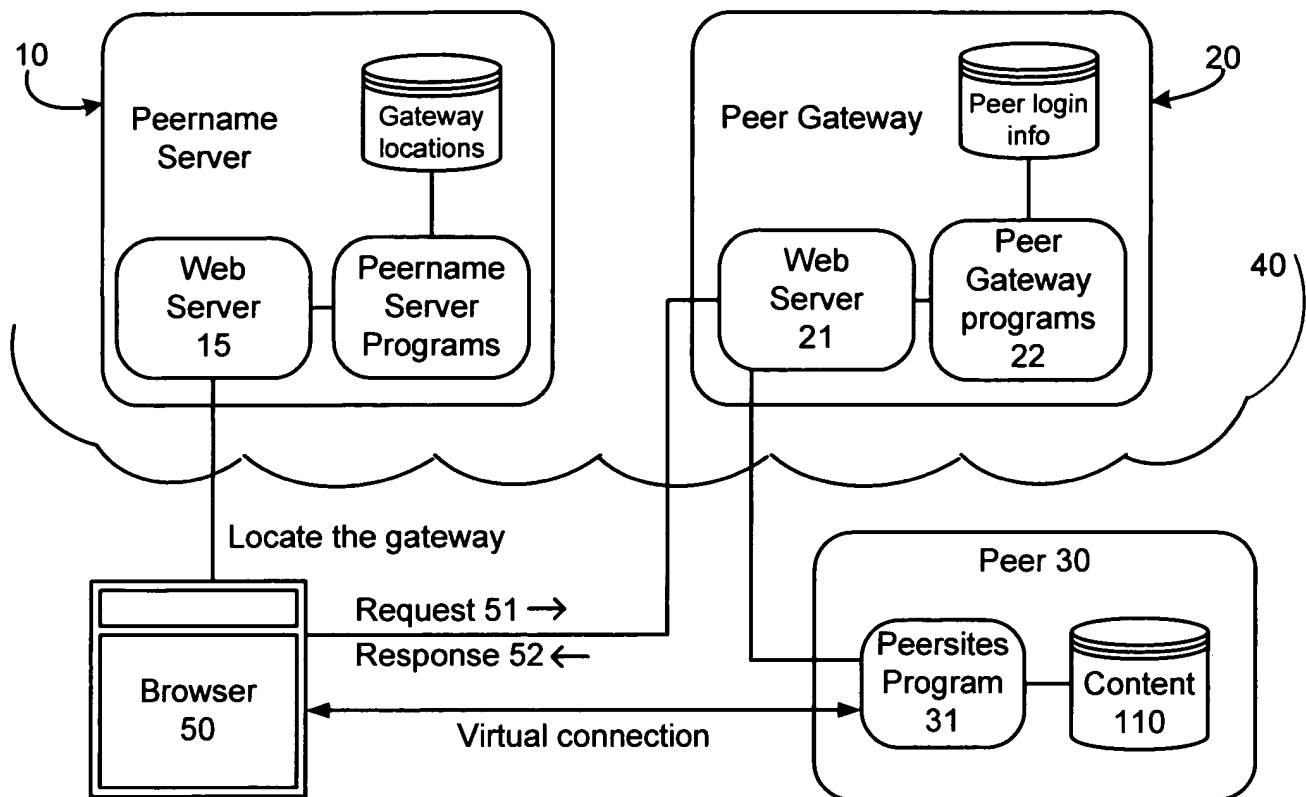 10
Peername
Server
Gateway
locations
Web
Server
15
Peername
Server
Programs
Peer Gateway
Peer login
info
20
Web
Server
21
Peer
Gateway
programs
22
40
Locate the gateway
Request 51 →
Response 52 ←
Browser
50
Virtual connection
Peer 30
Peersites
Program
31
Content
110